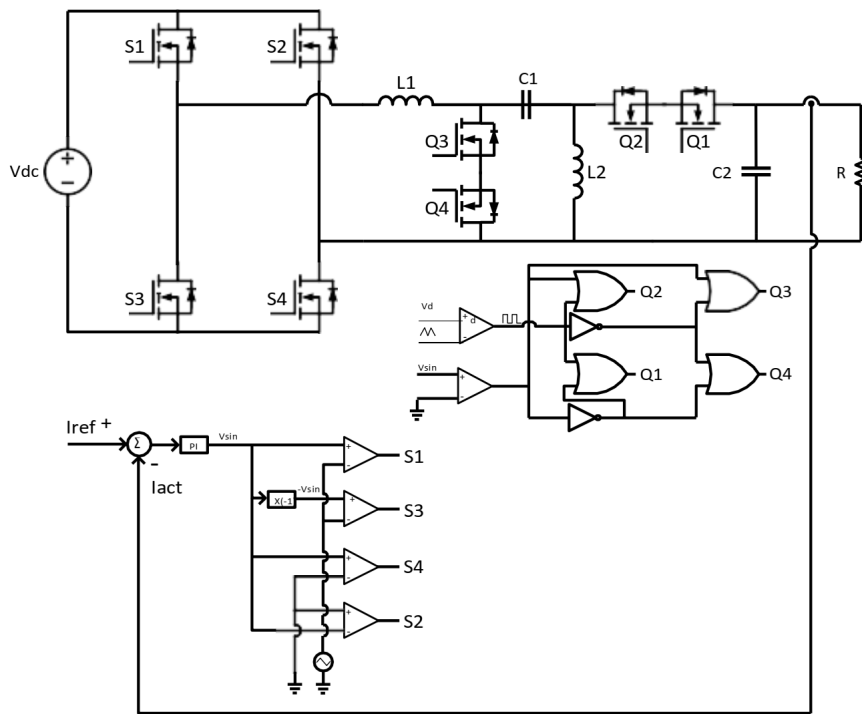 S1 S2
L1 C1
Q3 Q2 Q1
Vdc + − L2 C2 R
Q4
S3 S4
Q2 Q3
Vd
+ d
-
Vsin
+
-
Q1 Q4
Iref + Σ PI Vsin
−
Iact
+
-
S1
X(-1 -Vsin
+
-
S3
+
-
S4
+
-
S2